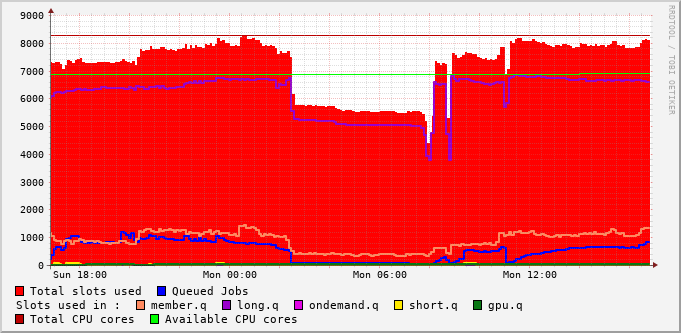 9000
8000
7000
6000
5000
4000
3000
2000
1000
0
Sun 18:00 Mon 00:00 Mon 06:00 Mon 12:00
Total slots used Queued Jobs
Slots used in : member.q long.q ondemand.q short.q gpu.q
Total CPU cores Available CPU cores
RRDTOOL / TOBI OETIKER